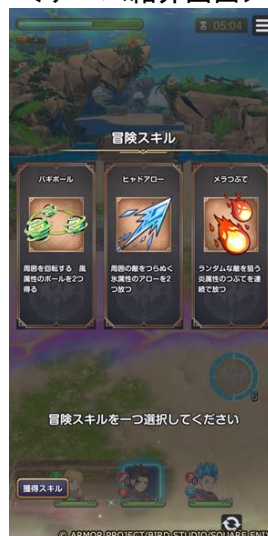 05:04
冒険スキル
バギボール
ヒャドアロー
メラつぶて
周囲を回転する 風
属性のボールを2つ
得る
周囲の敵をつらぬく
氷属性のアローを2
つ放つ
ランダムな敵を狙う
炎属性のつぶてを連
続で放つ
5
冒険スキルを一つ選択してください
獲得スキル
© ARMOR PROJECT/BIRD STUDIO/SQUARE ENI